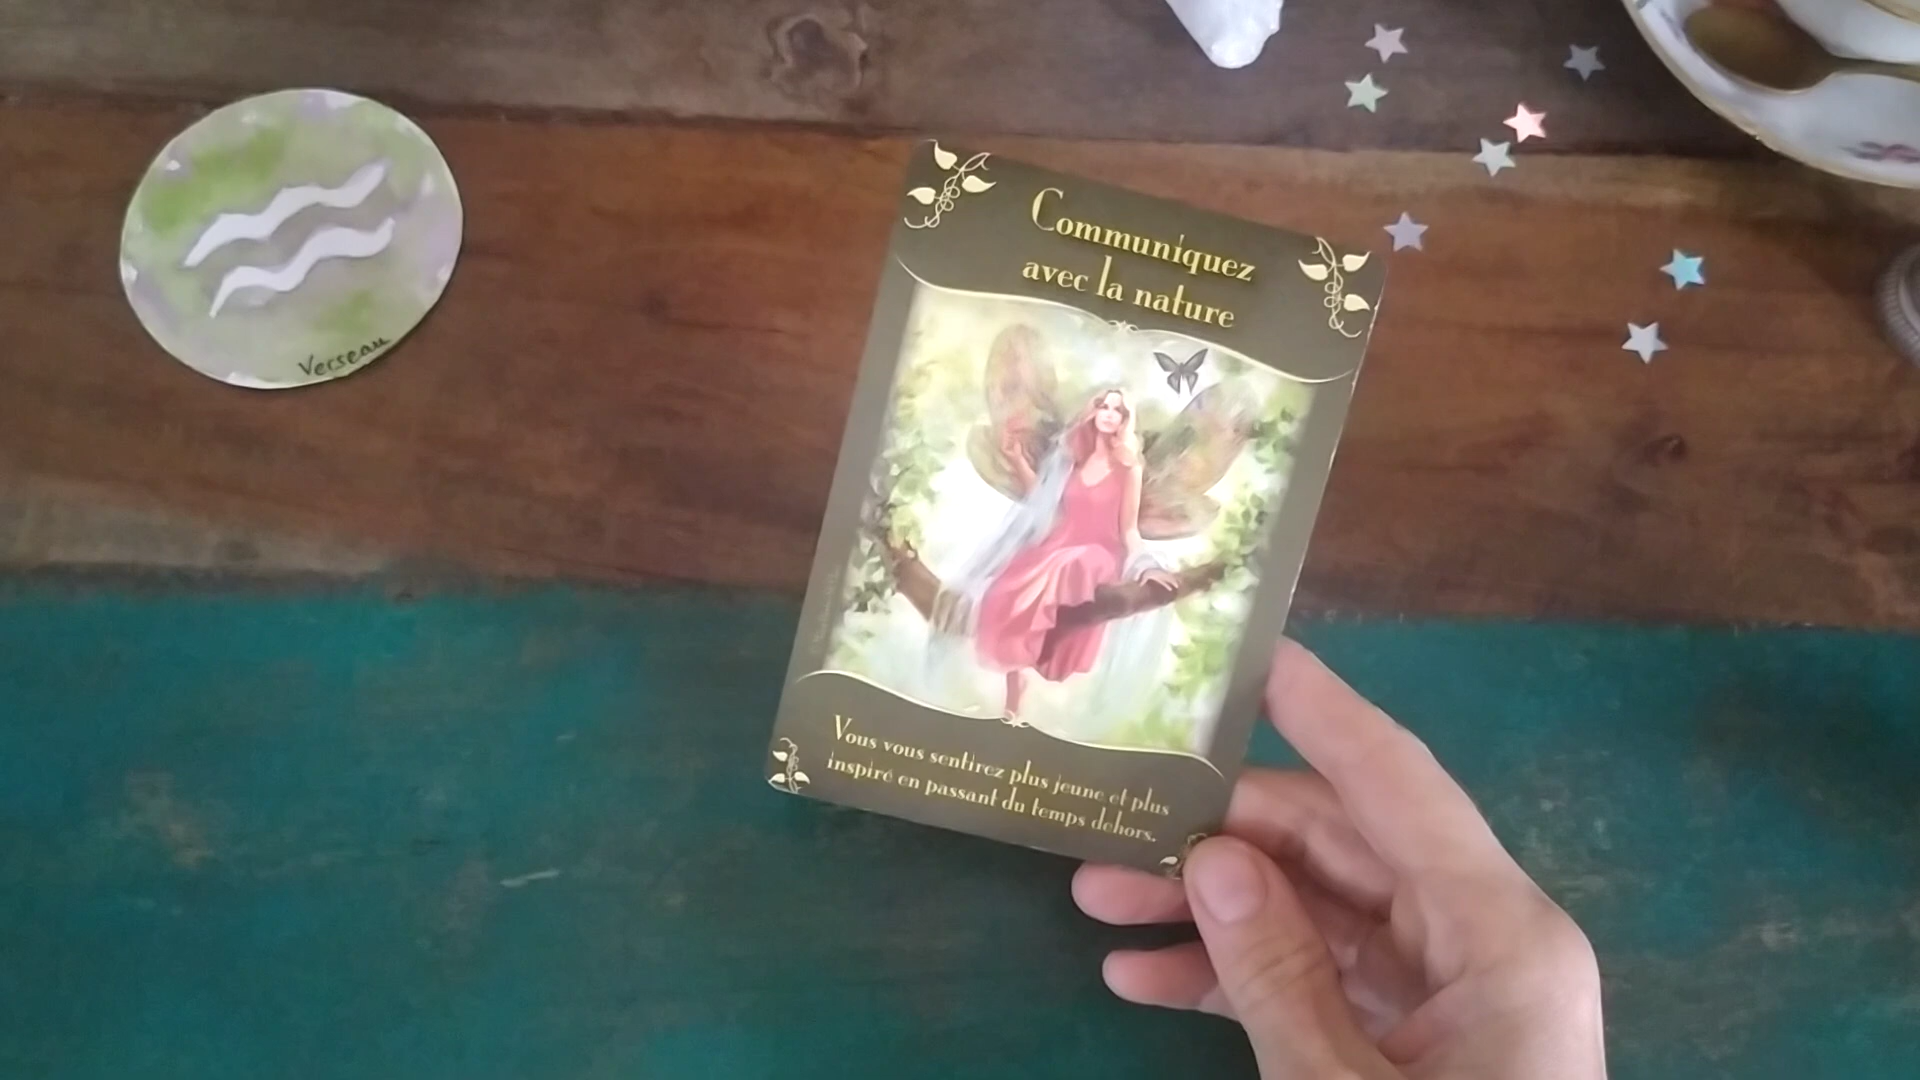 Verseau
Communiquez
avec la nature
Vous vous sentirez plus jeune et plus
inspiré en passant du temps dehors.